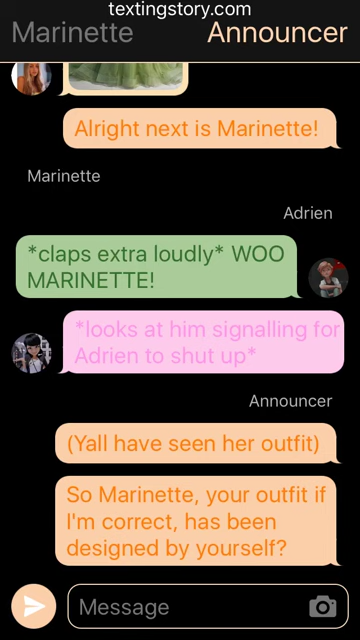 textingstory.com
Marinette Announcer
Alright next is Marinette!
Marinette
Adrien
*claps extra loudly* WOO
MARINETTE!
*looks at him signalling for
Adrien to shut up*
Announcer
(Yall have seen her outfit)
So Marinette, your outfit if
I'm correct, has been
designed by yourself?
Message